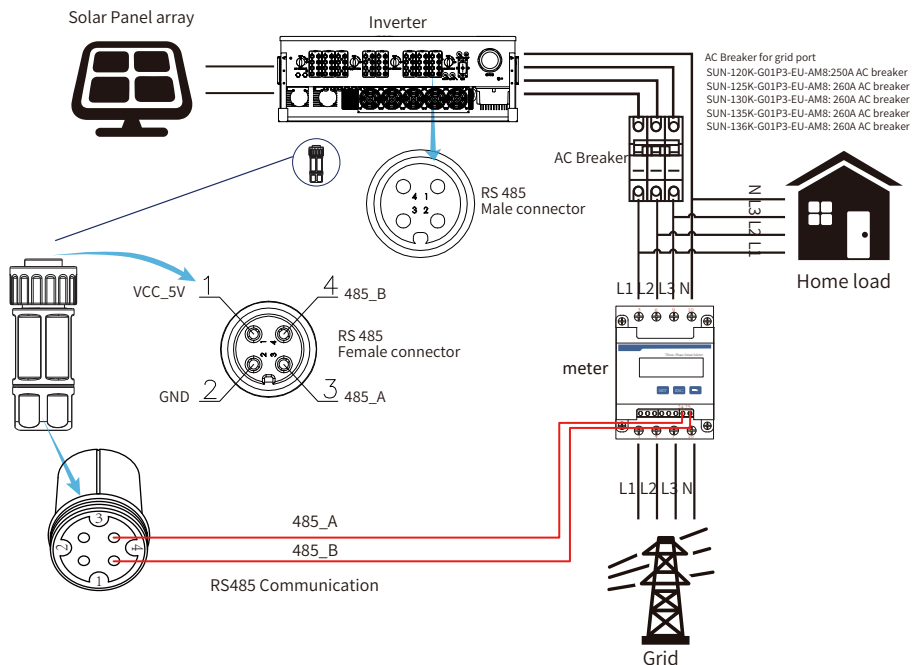 Solar Panel array
Inverter
AC Breaker for grid port
SUN-120K-G01P3-EU-AM8:250A AC breaker
SUN-125K-G01P3-EU-AM8: 260A AC breaker
SUN-130K-G01P3-EU-AM8: 260A AC breaker
SUN-135K-G01P3-EU-AM8: 260A AC breaker
SUN-136K-G01P3-EU-AM8: 260A AC breaker
AC Breaker
4 1
3 2
RS 485
Male connector
N
L3
L2
L1
Home load
VCC_5V
1
4
485_B
1 4
2 3
RS 485
Female connector
GND
2
3
485_A
L1 L2 L3 N
meter
L1 L2 L3 N
3
2
4
1
485_A
485_B
RS485 Communication
Grid